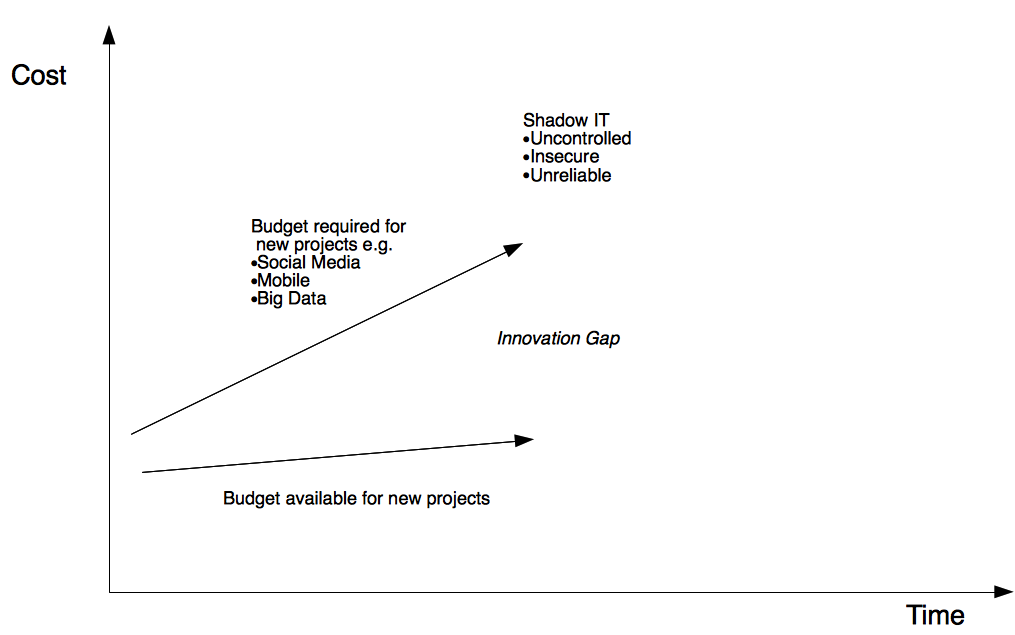 Cost
Shadow IT
•Uncontrolled
•Insecure
•Unreliable
Budget required for
new projects e.g.
•Social Media
•Mobile
•Big Data
Innovation Gap
Budget available for new projects
Time